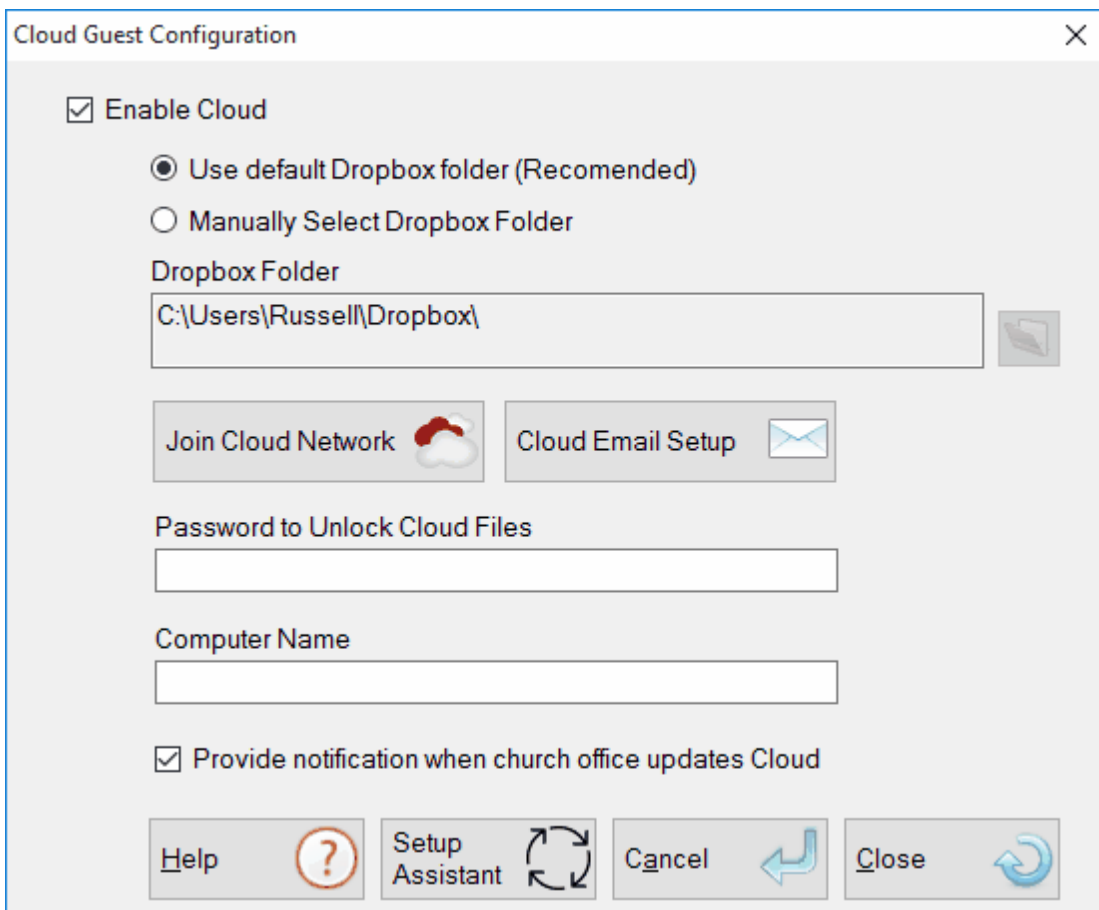 Cloud Guest Configuration
Enable Cloud
Use default Dropbox folder (Recomended)
Manually Select Dropbox Folder
Dropbox Folder
C:\Users\Russell\Dropbox\
Join Cloud Network
Cloud Email Setup
Password to Unlock Cloud Files
Computer Name
Provide notification when church office updates Cloud
Help
?
Setup
Assistant
Cancel
Close